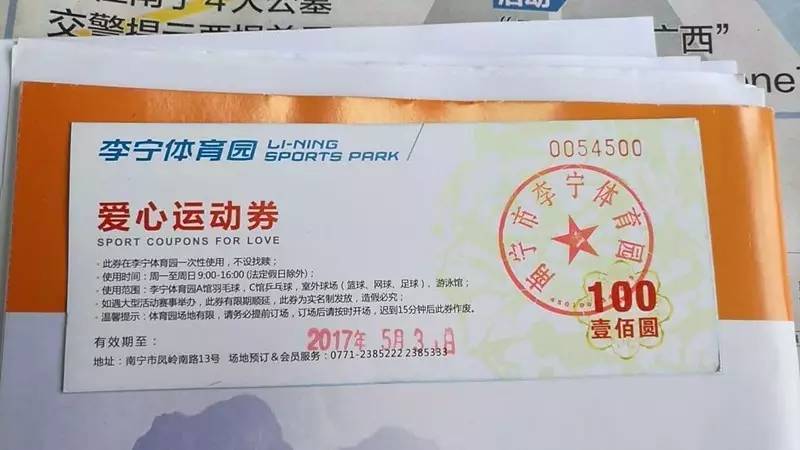 交警提示
活动
广西”
one7
李宁体育园 LI-NING SPORTS PARK
0054500
爱心运动券
SPORT COUPONS FOR LOVE
· 此券在李宁体育园一次性使用，不设找赎；
· 使用时间：周一至周日 9:00-16:00 (法定假日除外)；
· 使用范围：李宁体育园A馆羽毛球，C馆乒乓球，室外球场（篮球、网球、足球）、游泳馆；
· 如遇大型活动赛事举办，此券有限期顺延，此券为实名制发放，造假必究；
· 温馨提示：体育园场地有限，请务必提前订场，订场后请按时开场，迟到15分钟后此券作废。
有效期至：
2017年 5月 3 日
地址：南宁市凤岭南路13号 场地预订＆会员服务：0771-2385222 2385333
南宁市李宁体育园
100
壹佰圆